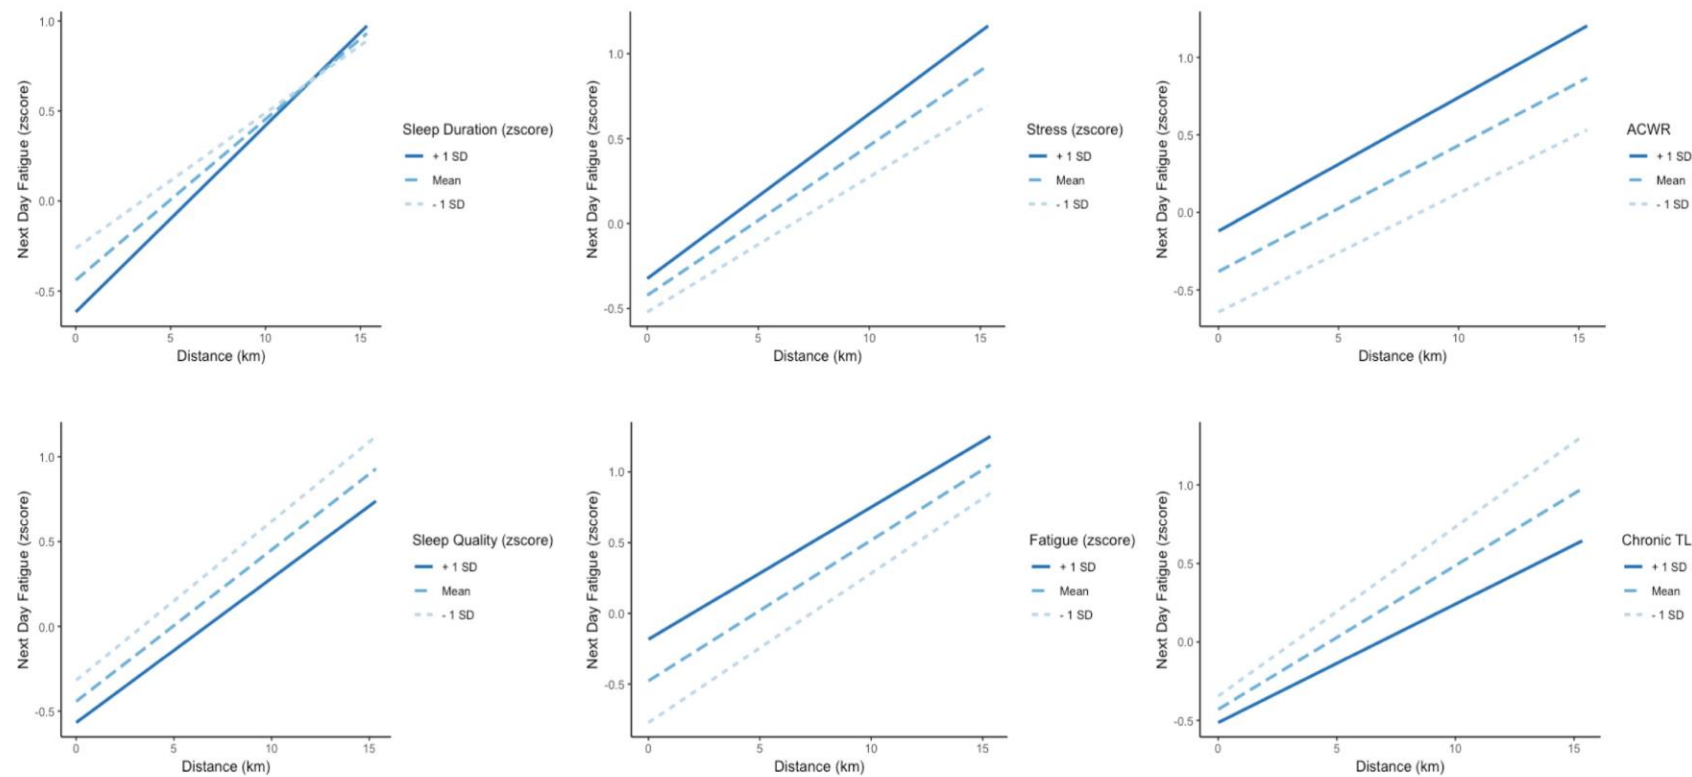 Next Day Fatigue (zscore)
1.0
0.5
0.0
-0.5
0
5
10
15
Distance (km)
Sleep Duration (zscore)
+ 1 SD
Mean
- 1 SD
Next Day Fatigue (zscore)
1.0
0.5
0.0
-0.5
0
5
10
15
Distance (km)
Stress (zscore)
+ 1 SD
Mean
- 1 SD
Next Day Fatigue (zscore)
1.0
0.5
0.0
-0.5
0
5
10
15
Distance (km)
ACWR
+ 1 SD
Mean
- 1 SD
Next Day Fatigue (zscore)
1.0
0.5
0.0
-0.5
0
5
10
15
Distance (km)
Sleep Quality (zscore)
+ 1 SD
Mean
- 1 SD
Next Day Fatigue (zscore)
1.0
0.5
0.0
-0.5
0
5
10
15
Distance (km)
Fatigue (zscore)
+ 1 SD
Mean
- 1 SD
Next Day Fatigue (zscore)
1.0
0.5
0.0
-0.5
0
5
10
15
Distance (km)
Chronic TL
+ 1 SD
Mean
- 1 SD